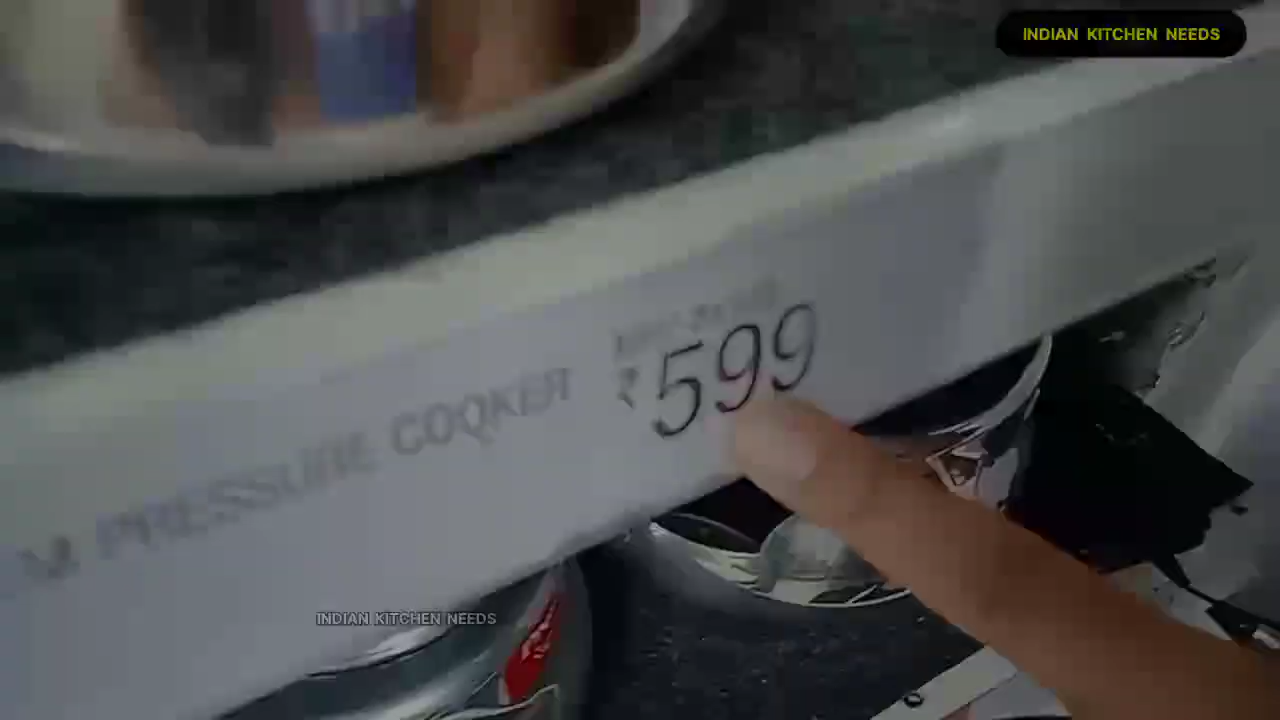 INDIAN KITCHEN NEEDS
PRESSURE COOKER
₹599
INDIAN KITCHEN NEEDS